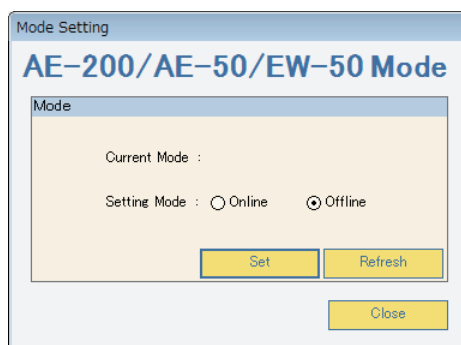 Mode Setting
AE-200/AE-50/EW-50 Mode
Mode
Current Mode :
Setting Mode : Online Offline
Set Refresh
Close